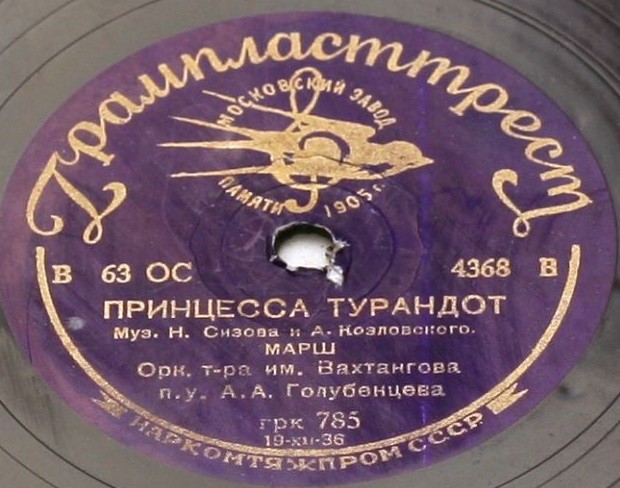 Грампласттрест
МОСКОВСКИЙ ЗАВОД
ПАМЯТИ 1905 г.
В 63 ОС 4368 В
ПРИНЦЕССА ТУРАНДОТ
Муз. Н. Сизова и А. Козловского.
МАРШ
Орк. т-ра им. Вахтангова
п.у. А.А. Голубенцева
грк 785
19-XII-36
НАРКОМТЯЖПРОМ СССР